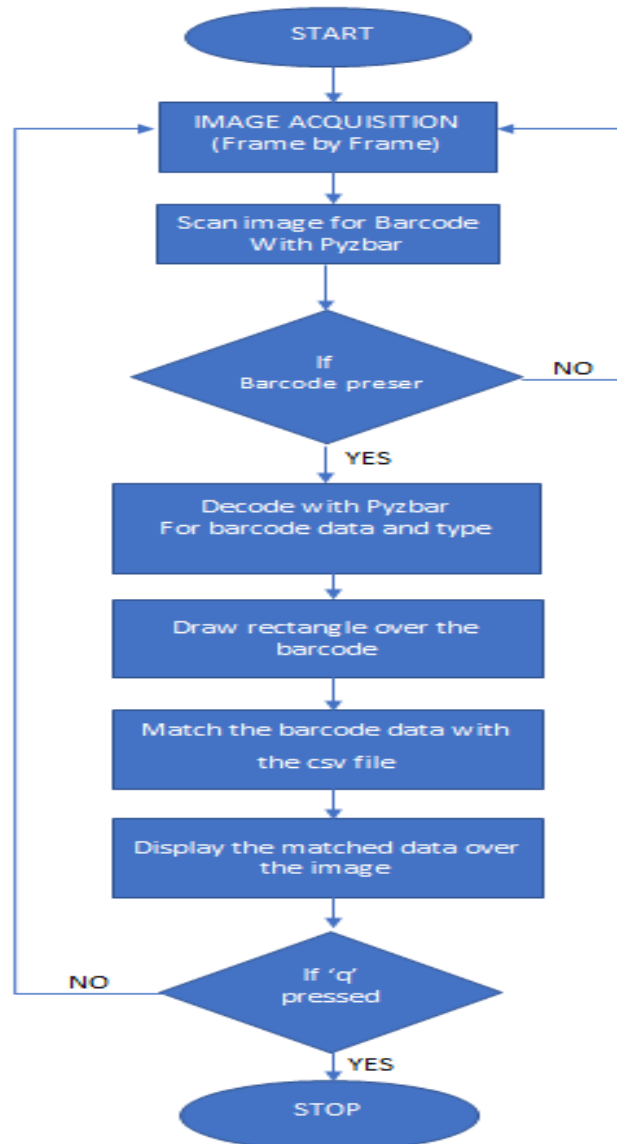 START
IMAGE ACQUISITION
(Frame by Frame)
Scan image for Barcode
With Pyzbar
If
Barcode preser
NO
YES
Decode with Pyzbar
For barcode data and type
Draw rectangle over the
barcode
Match the barcode data with
the csv file
Display the matched data over
the image
If ‘q’
pressed
NO
YES
STOP